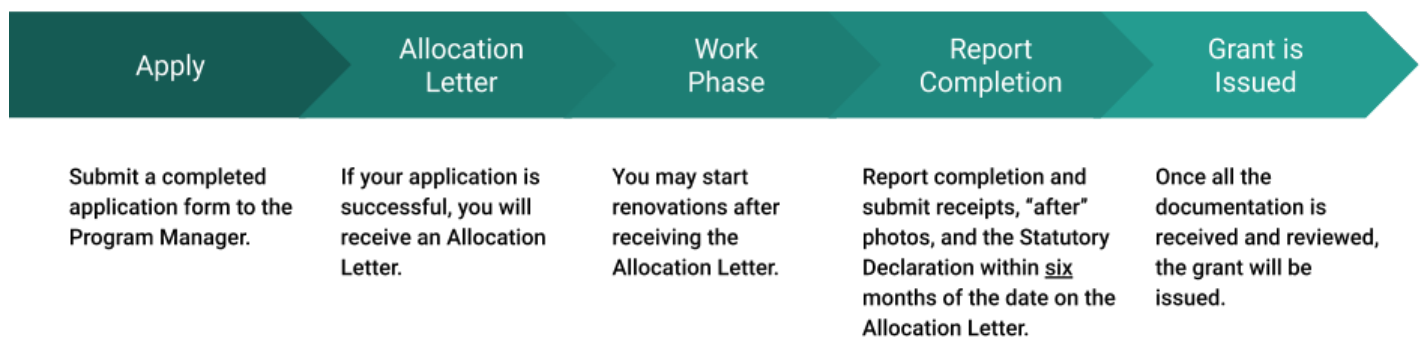 Apply
Allocation
Letter
Work
Phase
Report
Completion
Grant is
Issued
Submit a completed
application form to the
Program Manager.
If your application is
successful, you will
receive an Allocation
Letter.
You may start
renovations after
receiving the
Allocation Letter.
Report completion and
submit receipts, “after”
photos, and the Statutory
Declaration within six
months of the date on the
Allocation Letter.
Once all the
documentation is
received and reviewed,
the grant will be
issued.